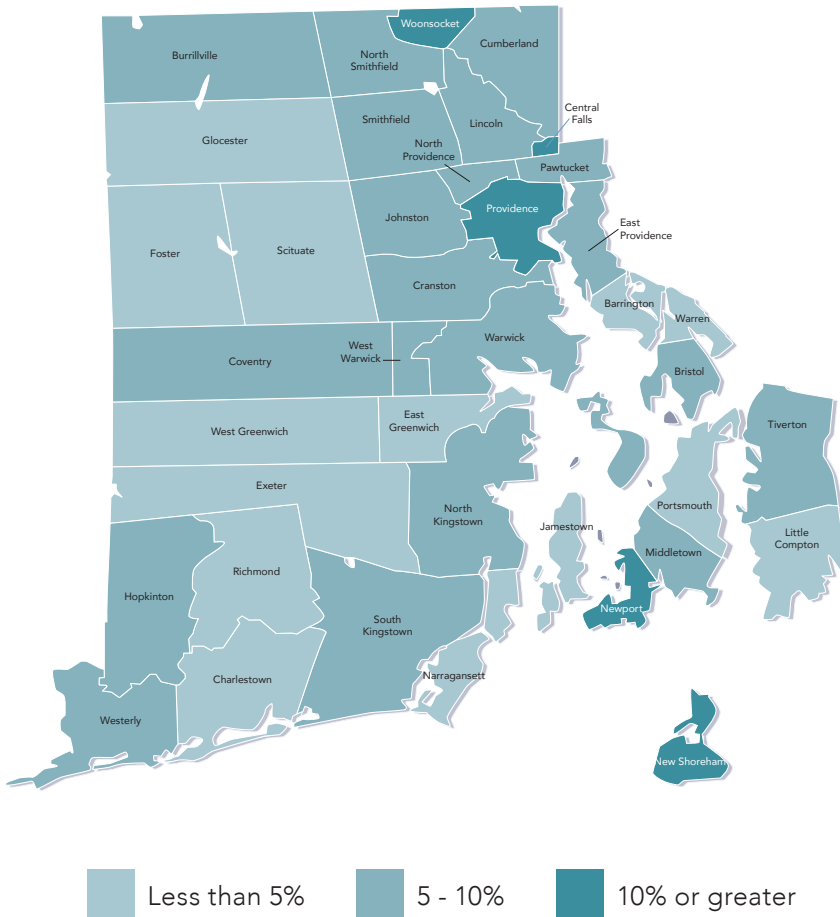 Woonsocket
Cumberland
Burrillville
North
Smithfield
Central
Falls
Smithfield
Lincoln
Glocester
North
Providence
Pawtucket
Providence
Johnston
East
Providence
Foster
Scituate
Cranston
Barrington
Warren
Warwick
West
Warwick
Coventry
Bristol
East
Greenwich
Tiverton
West Greenwich
Exeter
Portsmouth
North
Kingstown
Jamestown
Little
Compton
Middletown
Richmond
Hopkinton
Newport
South
Kingstown
Narragansett
Charlestown
Westerly
New Shoreham
Less than 5%
5 - 10%
10% or greater